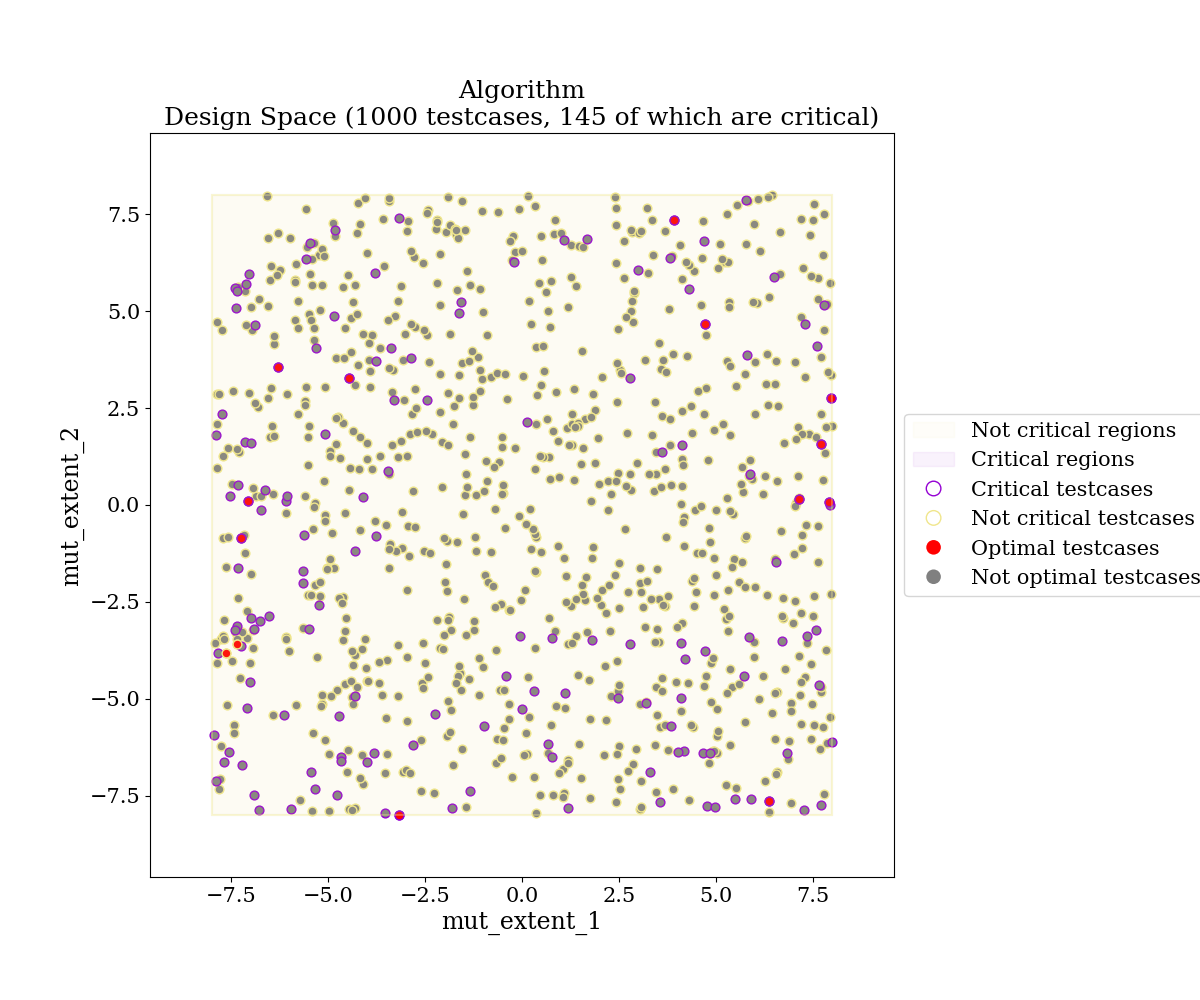 Algorithm
Design Space (1000 testcases, 145 of which are critical)
7.5
5.0
2.5
0.0
−2.5
−5.0
−7.5
mut_extent_2
−7.5 −5.0 −2.5 0.0 2.5 5.0 7.5
mut_extent_1
Not critical regions
Critical regions
Critical testcases
Not critical testcases
Optimal testcases
Not optimal testcases